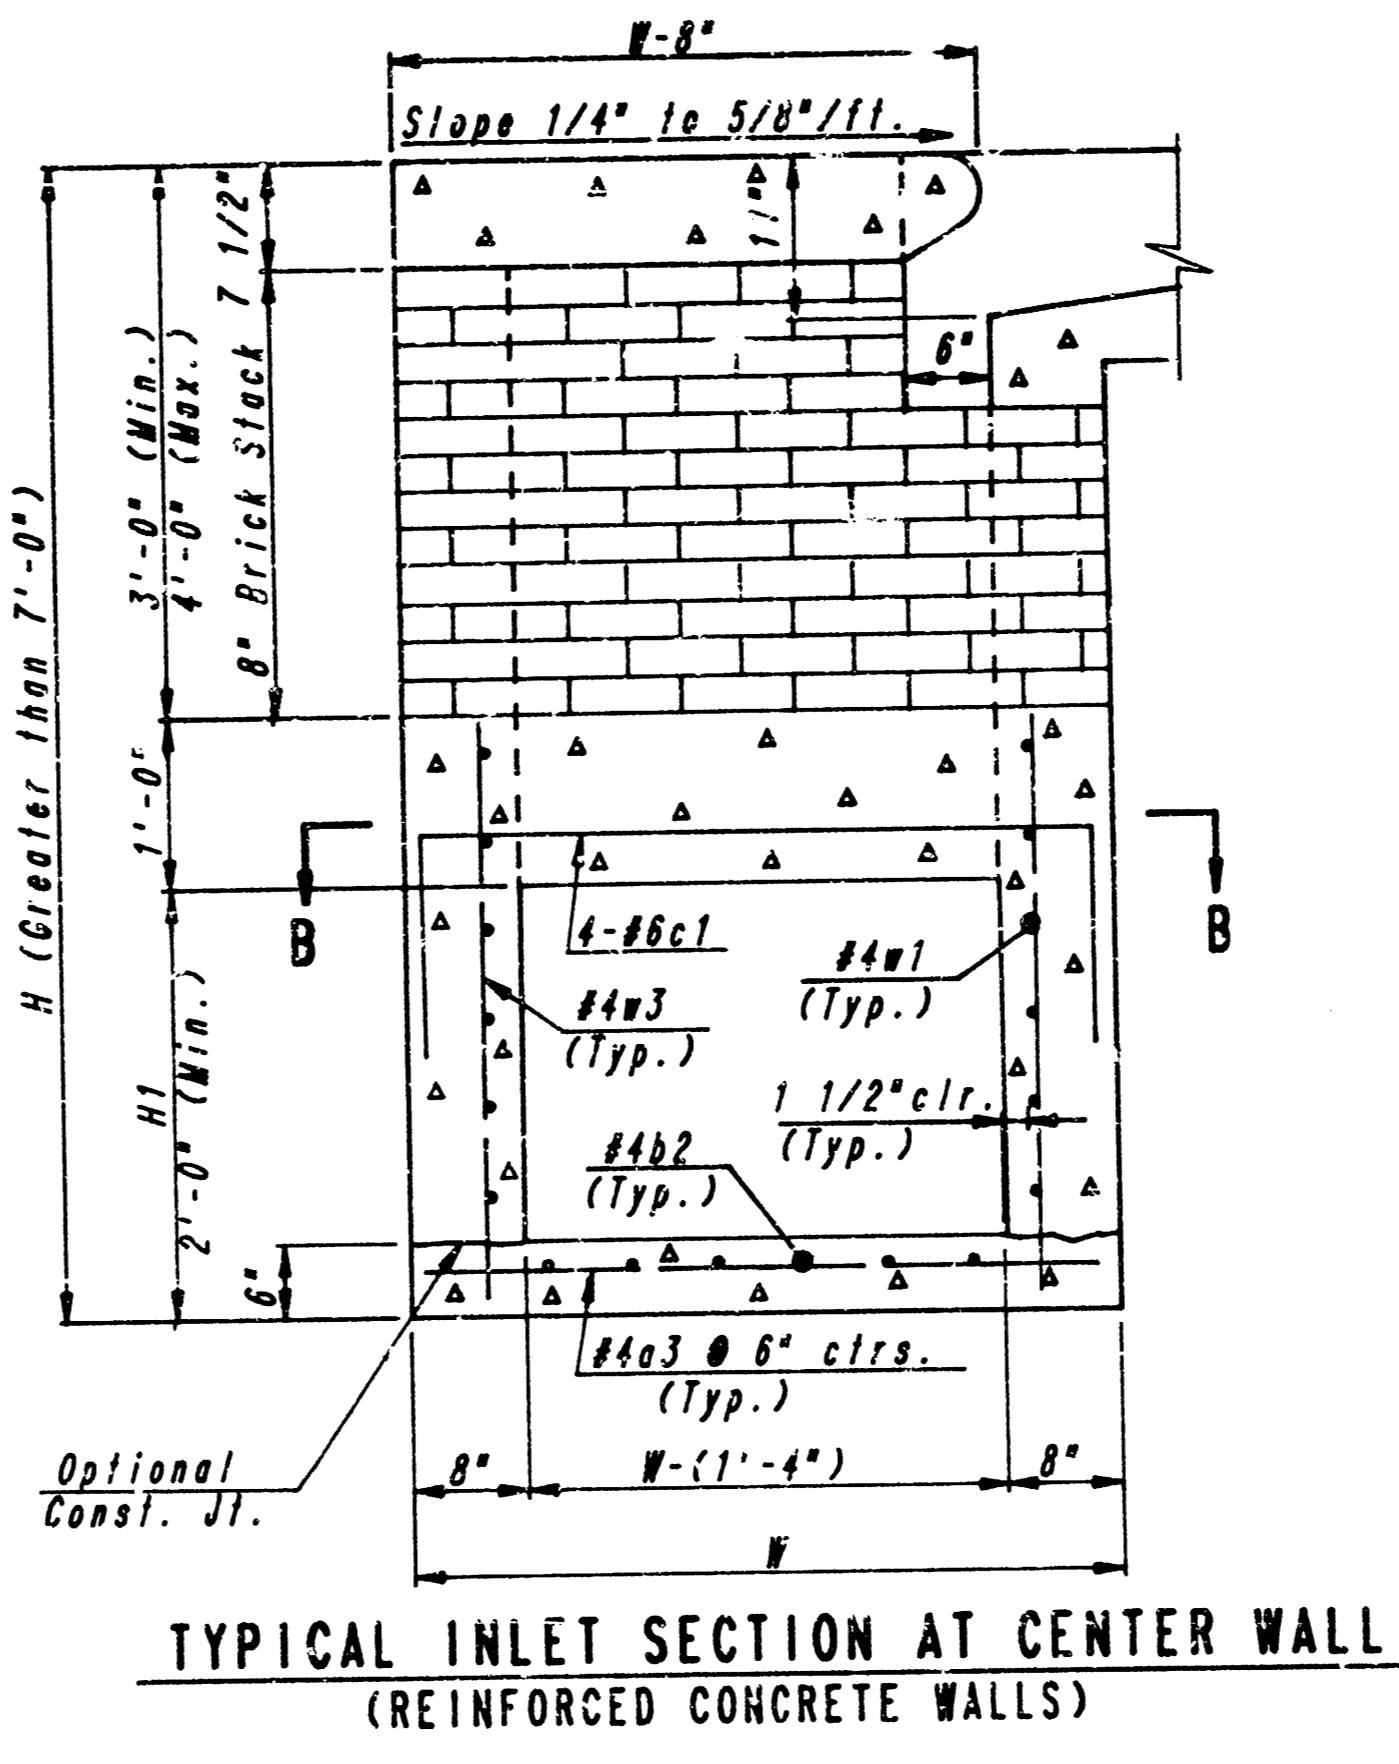 W-8"
Slope 1/4" to 5/8"/ft.
7 1/2"
11"
6"
3'-0" (Min.)
4'-0" (Max.)
8" Brick Stack
H (Greater than 7'-0")
1'-0"
B
B
4-#6c1
#4w1
(Typ.)
#4w3
(Typ.)
1 1/2" clr.
(Typ.)
#4b2
(Typ.)
H1
2'-0" (Min.)
6"
#4a3 @ 6" ctrs.
(Typ.)
Optional
Const. Jt.
8"
W-(1'-4")
8"
W
TYPICAL INLET SECTION AT CENTER WALL
(REINFORCED CONCRETE WALLS)